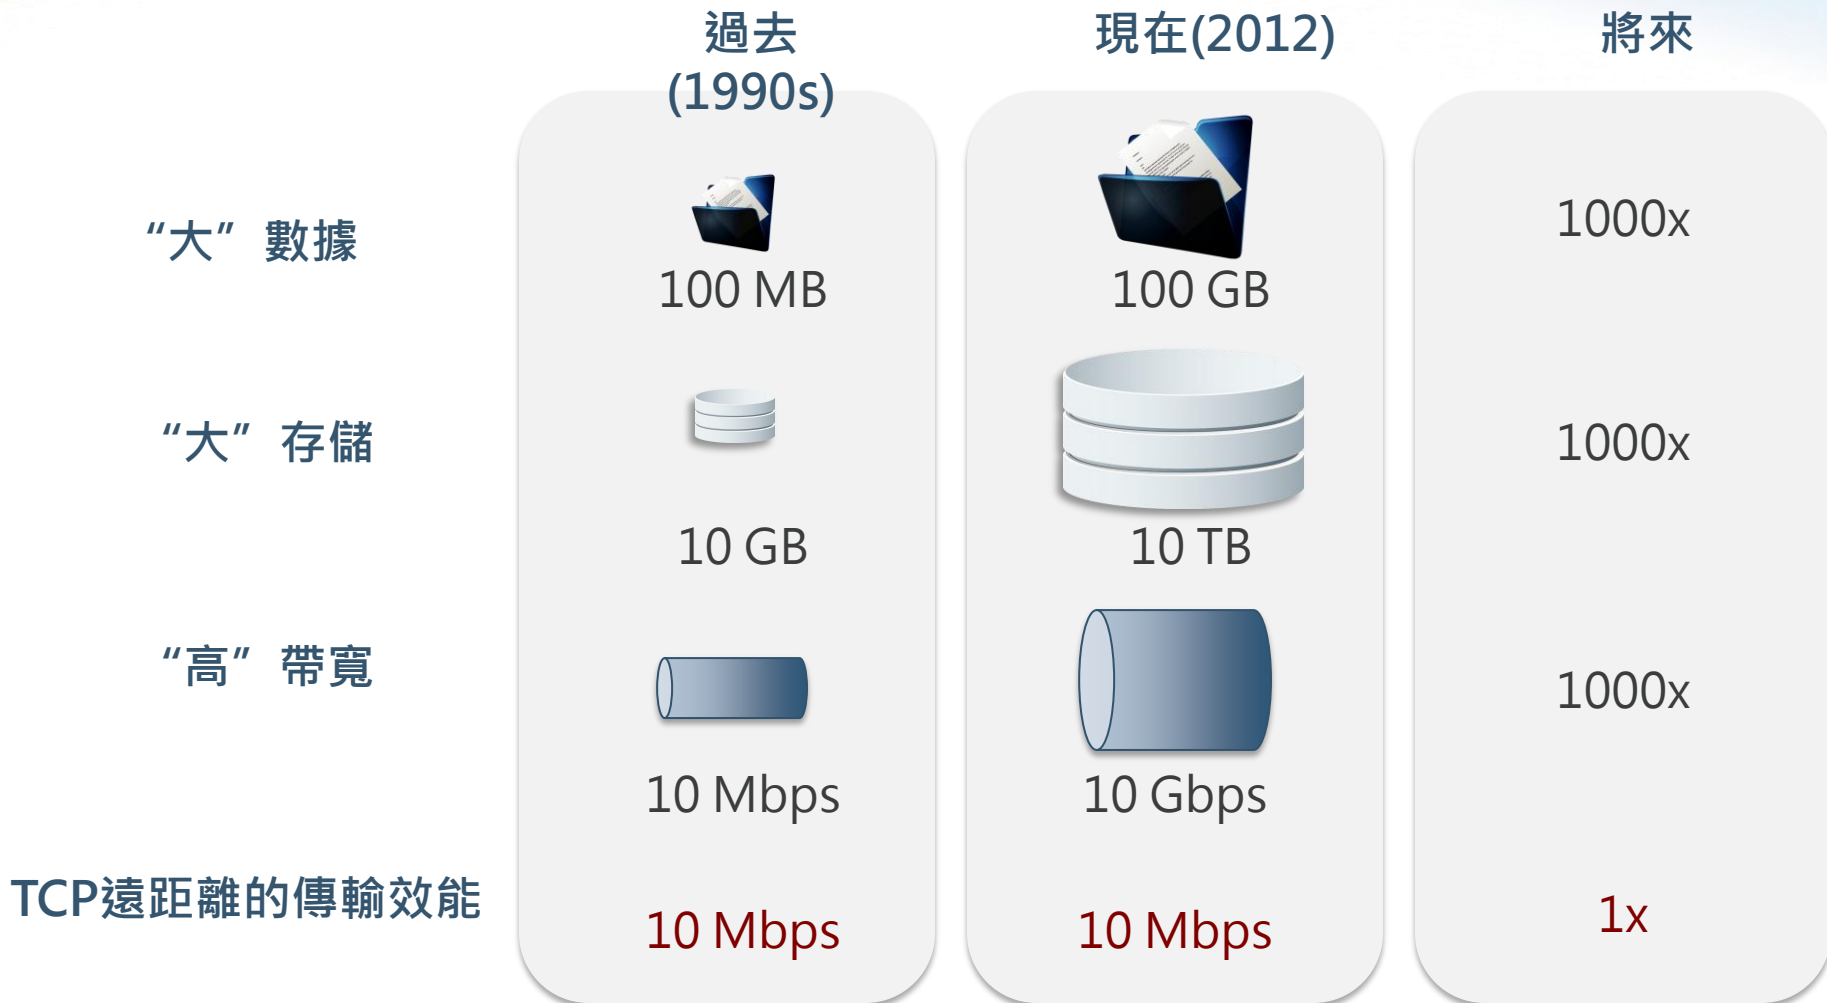 過去
(1990s)
現在(2012)
將來
“大”數據
100 MB
100 GB
1000x
“大”存儲
10 GB
10 TB
1000x
“高”帶寬
10 Mbps
10 Gbps
1000x
TCP遠距離的傳輸效能
10 Mbps
10 Mbps
1x